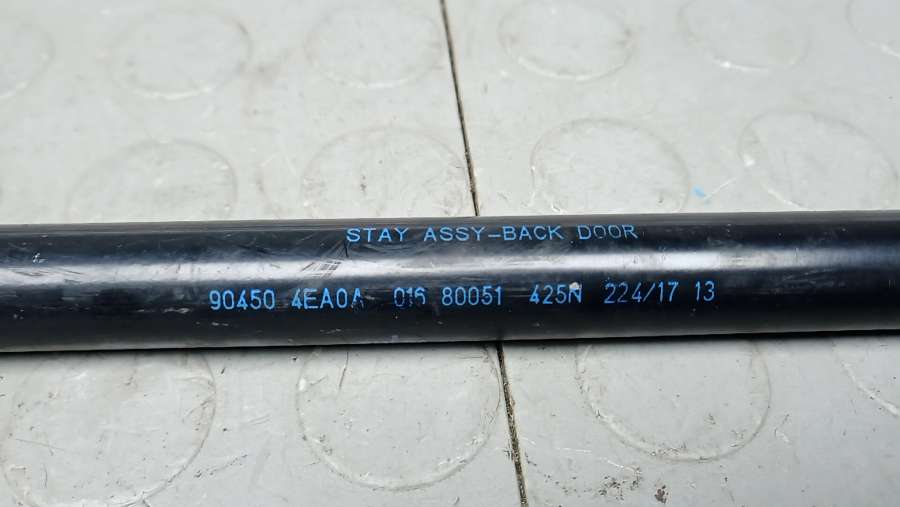 STAY ASSY-BACK DOOR
90450 4EA0A 016 80051 425N 224/17 13